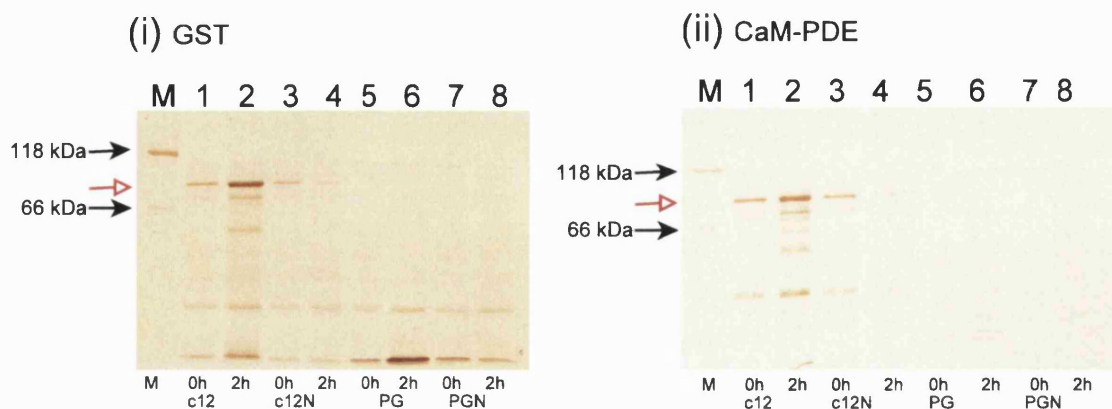 (i) GST
M 1 2 3 4 5 6 7 8
118 kDa
66 kDa
M 0h 2h 0h 2h 0h 2h 0h 2h
c12 c12N PG PGN
(ii) CaM-PDE
M 1 2 3 4 5 6 7 8
118 kDa
66 kDa
M 0h 2h 0h 2h 0h 2h 0h 2h
c12 c12N PG PGN